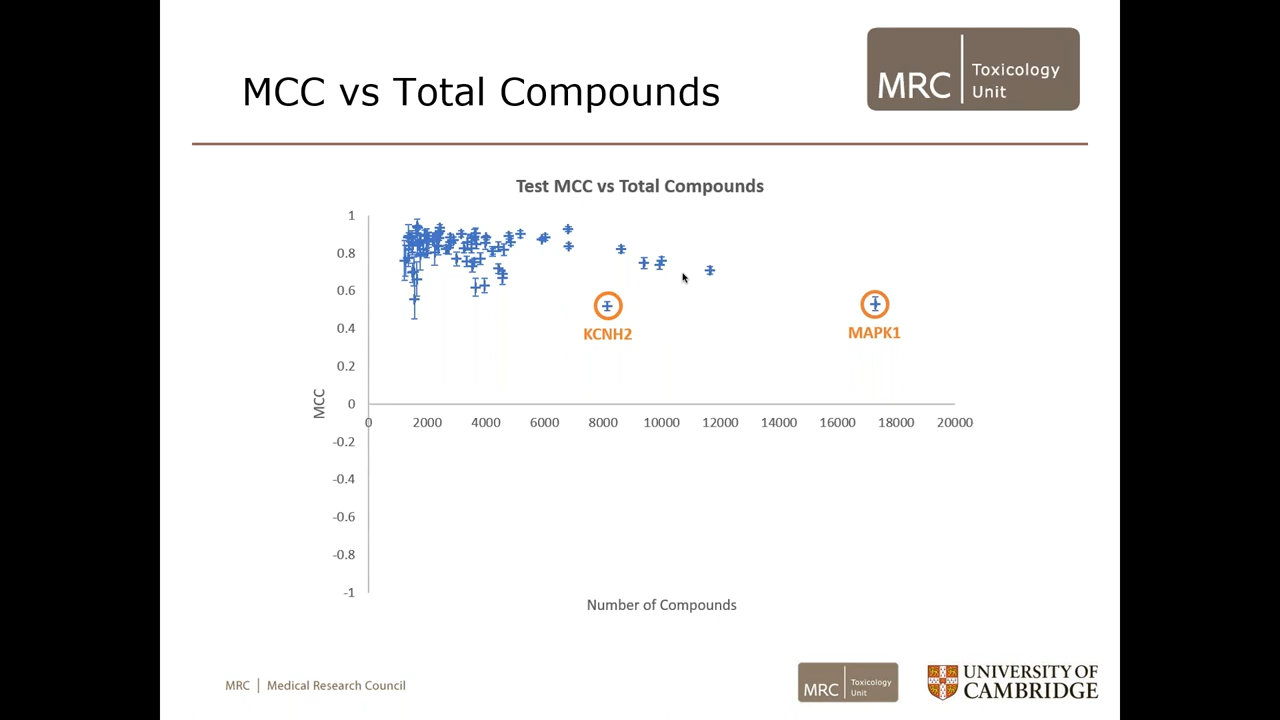 MCC vs Total Compounds
MRC
Toxicology
Unit
Test MCC vs Total Compounds
1
0.8
0.6
0.4
0.2
0
-0.2
-0.4
-0.6
-0.8
-1
MCC
KCNH2
MAPK1
0 2000 4000 6000 8000 10000 12000 14000 16000 18000 20000
Number of Compounds
MRC | Medical Research Council
MRC
Toxicology
Unit
UNIVERSITY OF
CAMBRIDGE